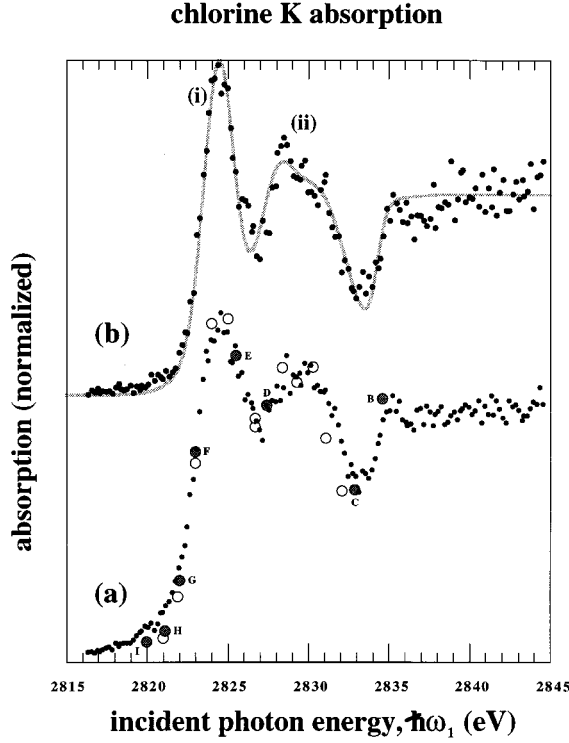 chlorine K absorption
(i)
(ii)
(b)
E
D
B
F
C
(a)
G
H
I
absorption (normalized)
2815 2820 2825 2830 2835 2840 2845
incident photon energy, ħω₁ (eV)